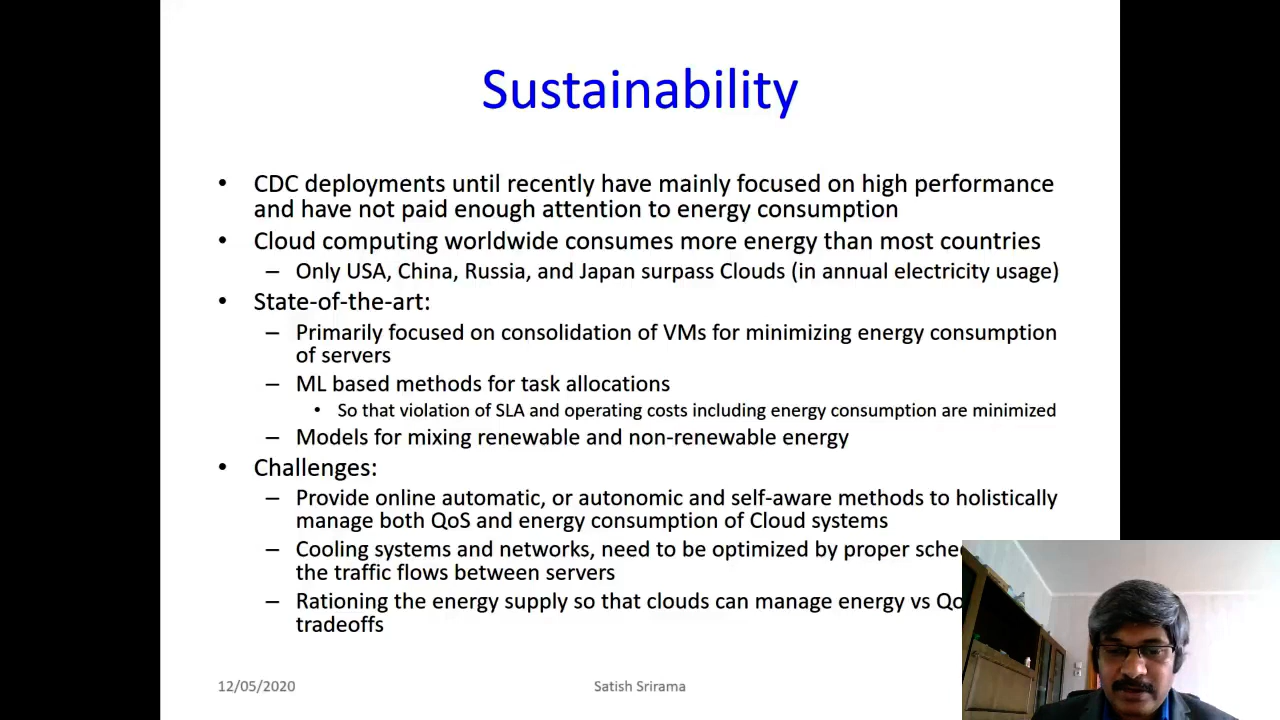 Sustainability
• CDC deployments until recently have mainly focused on high performance
and have not paid enough attention to energy consumption
• Cloud computing worldwide consumes more energy than most countries
– Only USA, China, Russia, and Japan surpass Clouds (in annual electricity usage)
• State-of-the-art:
– Primarily focused on consolidation of VMs for minimizing energy consumption
of servers
– ML based methods for task allocations
• So that violation of SLA and operating costs including energy consumption are minimized
– Models for mixing renewable and non-renewable energy
• Challenges:
– Provide online automatic, or autonomic and self-aware methods to holistically
manage both QoS and energy consumption of Cloud systems
– Cooling systems and networks, need to be optimized by proper
the traffic flows between servers
– Rationing the energy supply so that clouds can manage energy vs
tradeoffs
12/05/2020
Satish Srirama